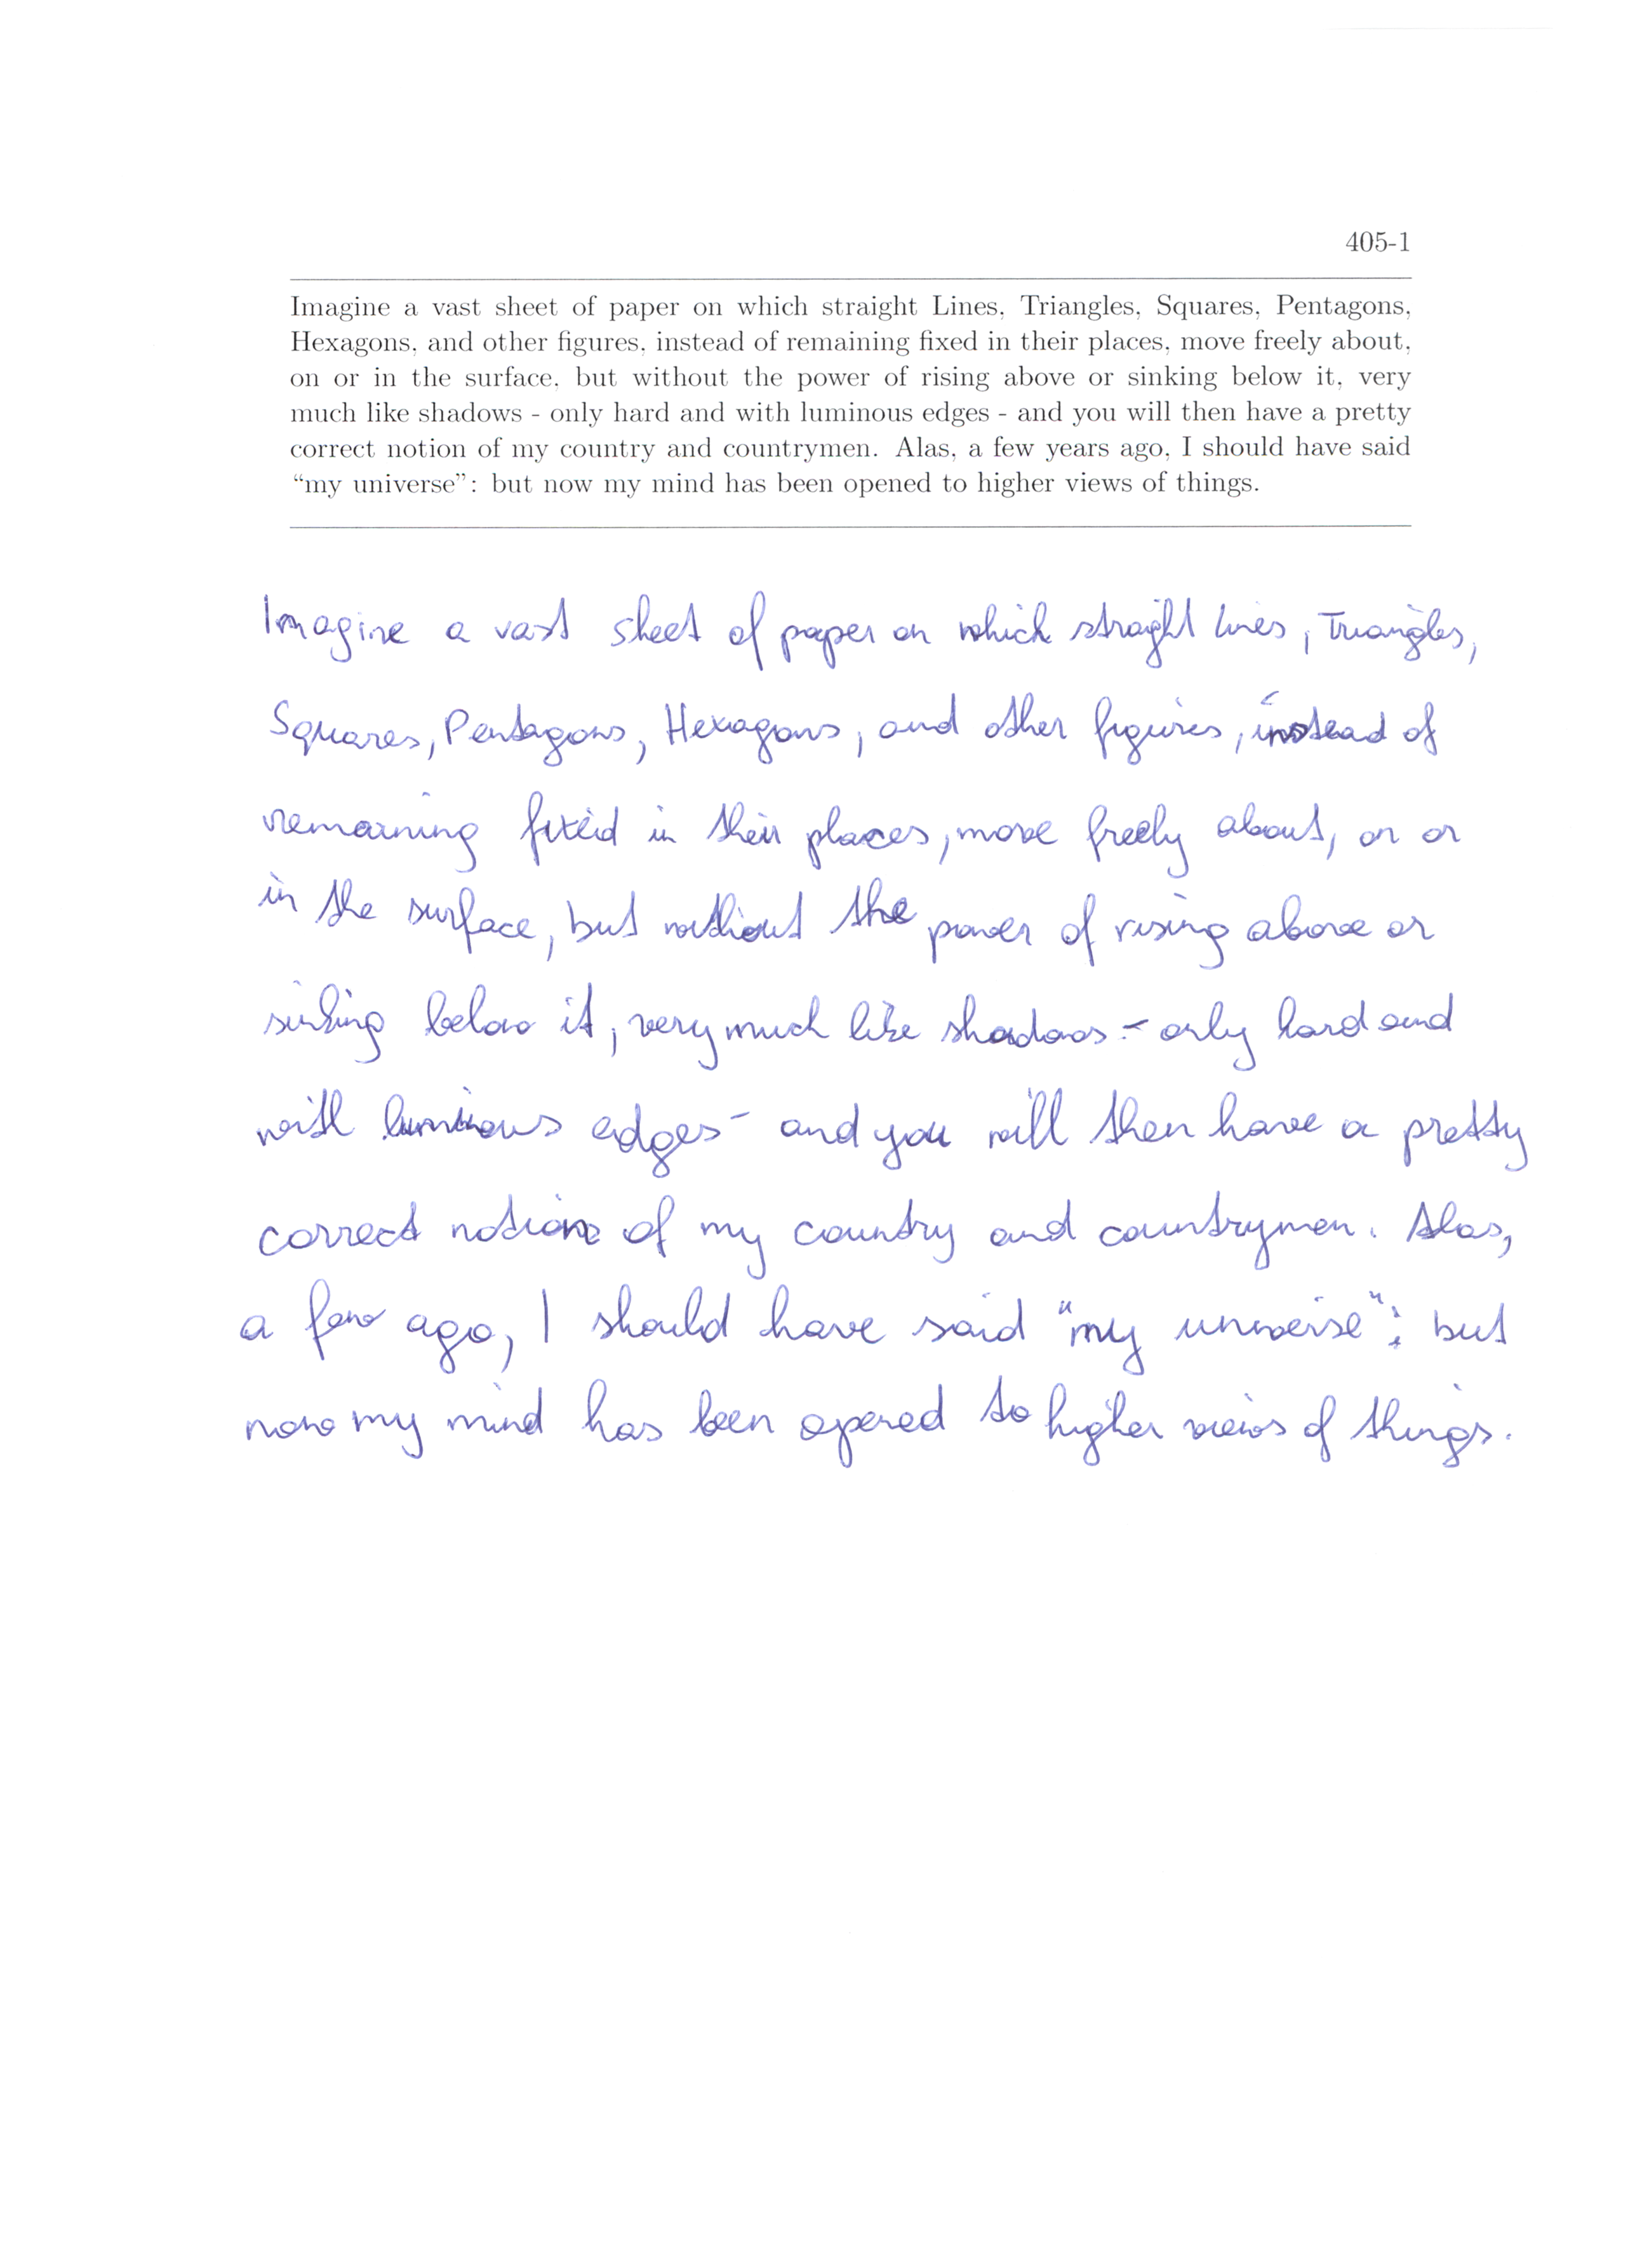 405-1
Imagine a vast sheet of paper on which straight Lines, Triangles, Squares, Pentagons,
Hexagons, and other figures, instead of remaining fixed in their places, move freely about,
on or in the surface, but without the power of rising above or sinking below it, very
much like shadows - only hard and with luminous edges - and you will then have a pretty
correct notion of my country and countrymen. Alas, a few years ago, I should have said
“my universe”: but now my mind has been opened to higher views of things.
Imagine a vast sheet of paper on which straight lines, Triangles,
Squares, Pentagons, Hexagons, and other figures, instead of
remaining fixed in their places, move freely about, on or
in the surface, but without the power of rising above or
sinking below it, very much like shadows - only hard and
with luminous edges - and you will then have a pretty
correct notion of my country and countrymen. Alas,
a few ago, I should have said "my universe": but
now my mind has been opened to higher views of things.